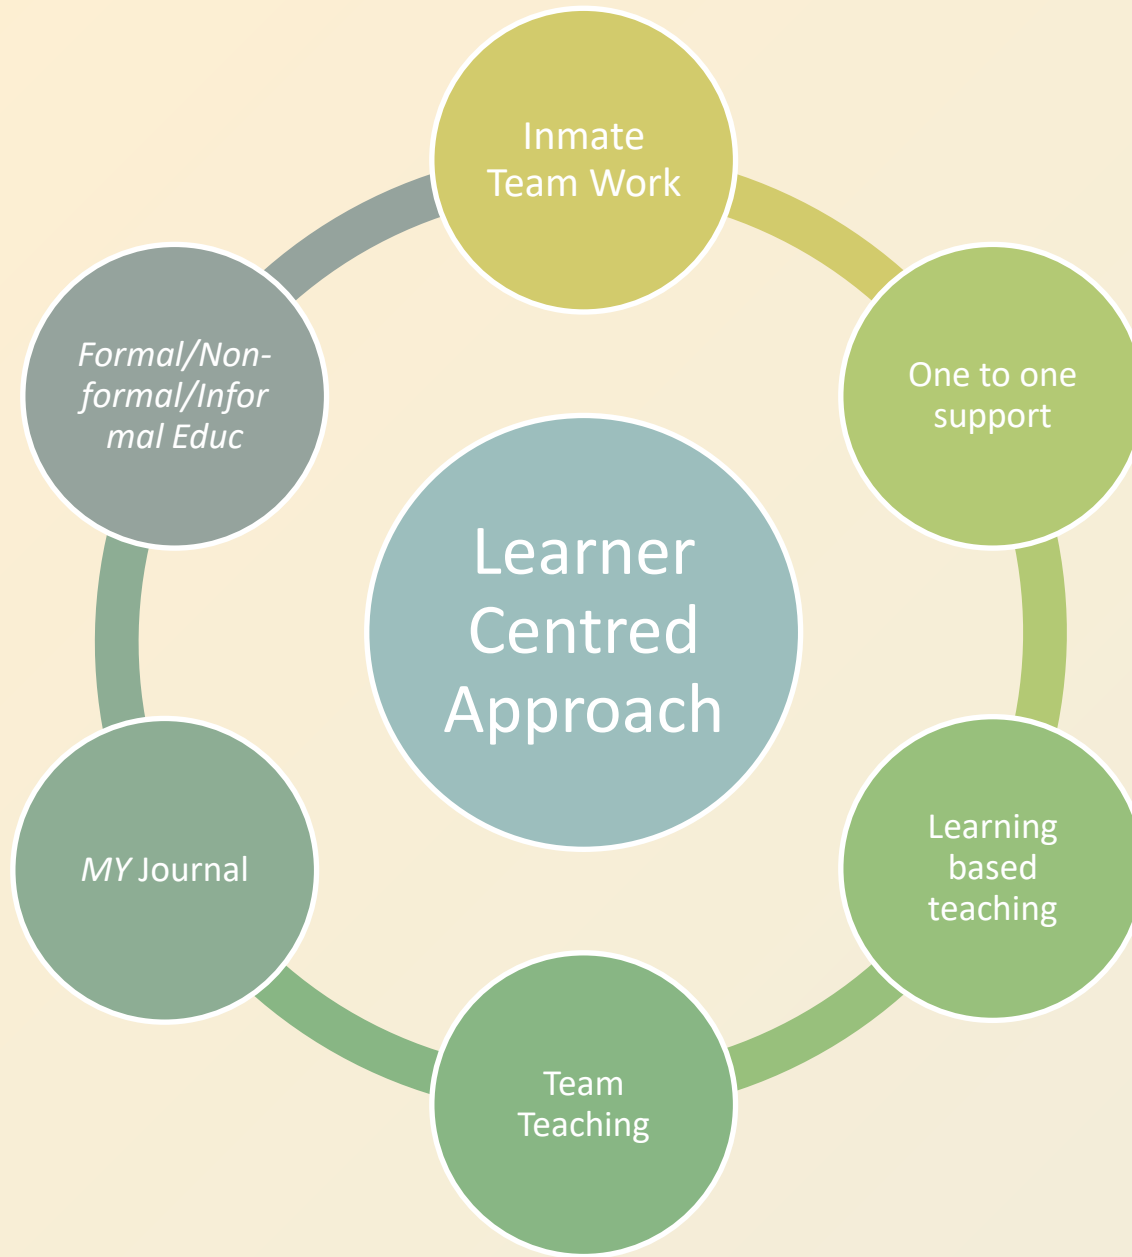 Inmate
Team Work
One to one
support
Learning
based
teaching
Team
Teaching
MY Journal
Formal/Non-
formal/Infor
mal Educ
Learner
Centred
Approach